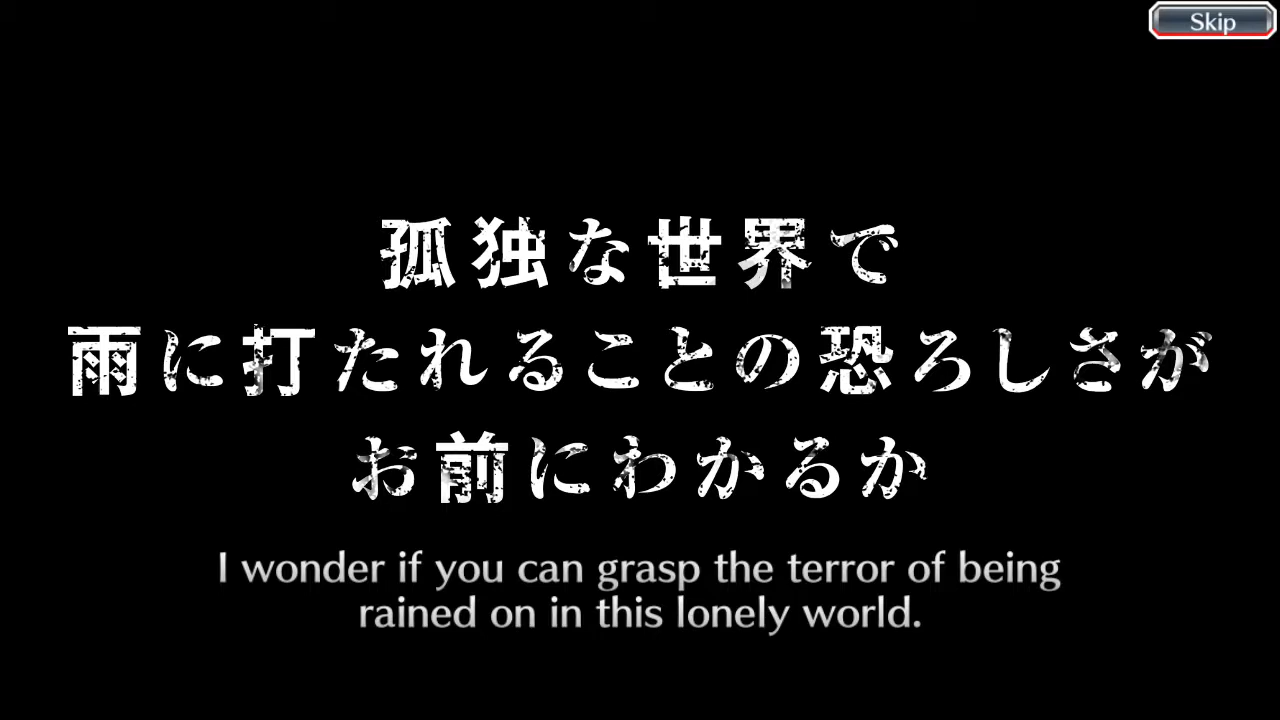 Skip
孤独な世界で
雨に打たれることの恐ろしさが
お前にわかるか
I wonder if you can grasp the terror of being
rained on in this lonely world.